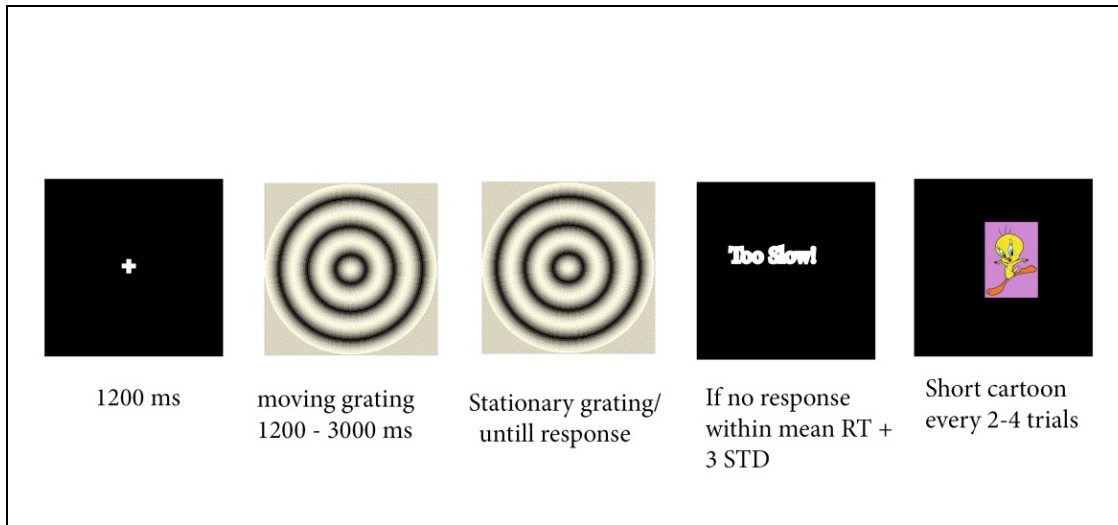 Too Slow!
1200 ms
moving grating
1200 - 3000 ms
Stationary grating/
untill response
If no response
within mean RT +
3 STD
Short cartoon
every 2-4 trials